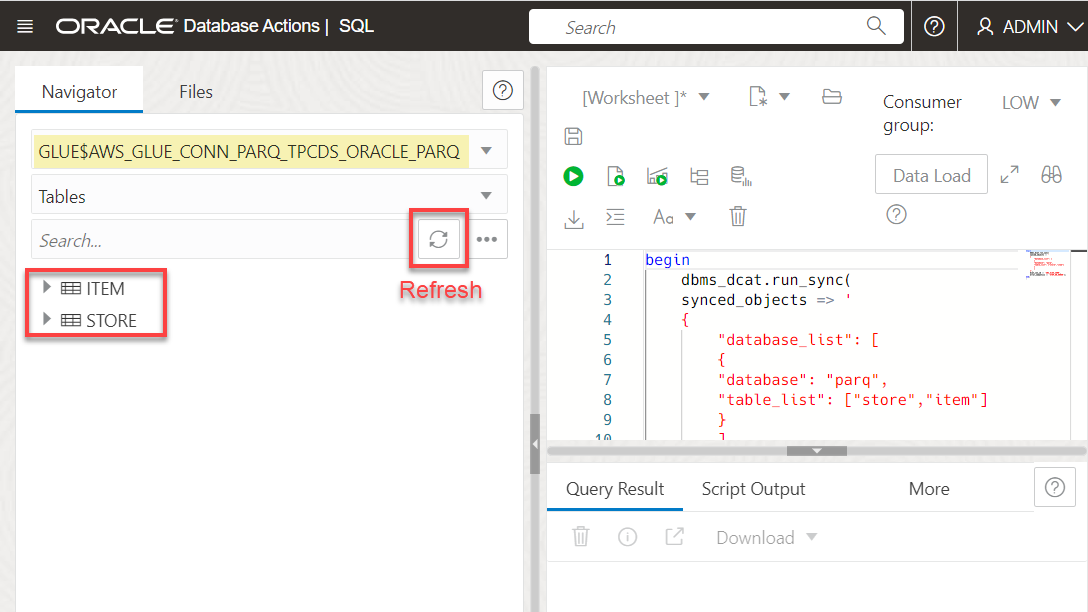 ORACLE Database Actions | SQL
Search
ADMIN
Navigator
Files
GLUE$AWS_GLUE_CONN_PARQ_TPCDS_ORACLE_PARQ
Tables
Search...
Refresh
ITEM
STORE
[Worksheet ]*
Consumer
group:
LOW
Data Load
Aa
1 begin
2 dbms_dcat.run_sync(
3 synced_objects => '
4 {
5 "database_list": [
6 {
7 "database": "parq",
8 "table_list": ["store","item"]
9 }
10 ]
Query Result
Script Output
More
Download